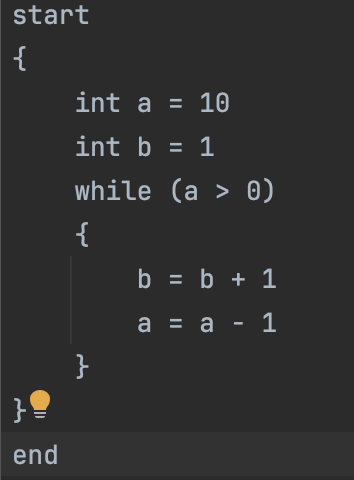 start
{
    int a = 10
    int b = 1
    while (a > 0)
    {
        b = b + 1
        a = a - 1
    }
}
end